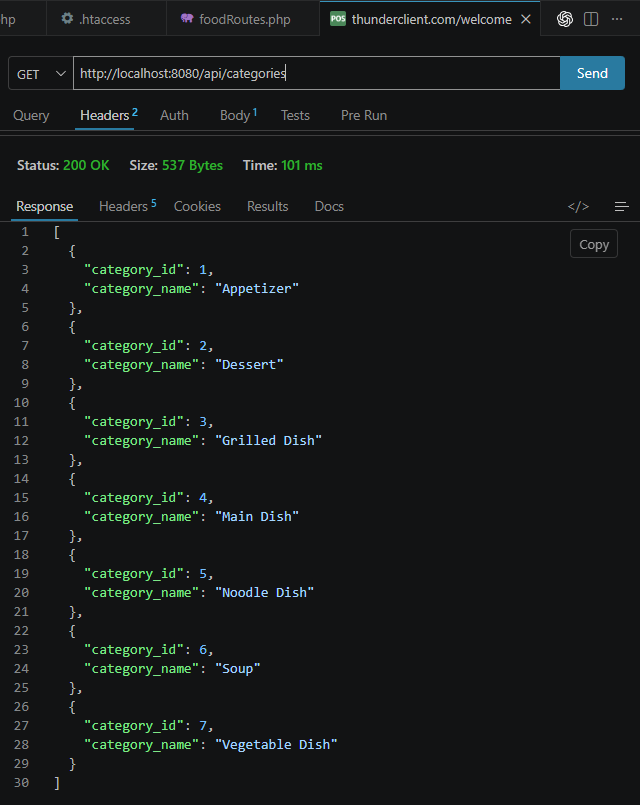 hp .htaccess foodRoutes.php POS thunderclient.com/welcome
GET http://localhost:8080/api/categories Send
Query Headers 2 Auth Body 1 Tests Pre Run
Status: 200 OK Size: 537 Bytes Time: 101 ms
Response Headers 5 Cookies Results Docs </>
Copy
1 [
2 {
3 "category_id": 1,
4 "category_name": "Appetizer"
5 },
6 {
7 "category_id": 2,
8 "category_name": "Dessert"
9 },
10 {
11 "category_id": 3,
12 "category_name": "Grilled Dish"
13 },
14 {
15 "category_id": 4,
16 "category_name": "Main Dish"
17 },
18 {
19 "category_id": 5,
20 "category_name": "Noodle Dish"
21 },
22 {
23 "category_id": 6,
24 "category_name": "Soup"
25 },
26 {
27 "category_id": 7,
28 "category_name": "Vegetable Dish"
29 }
30 ]